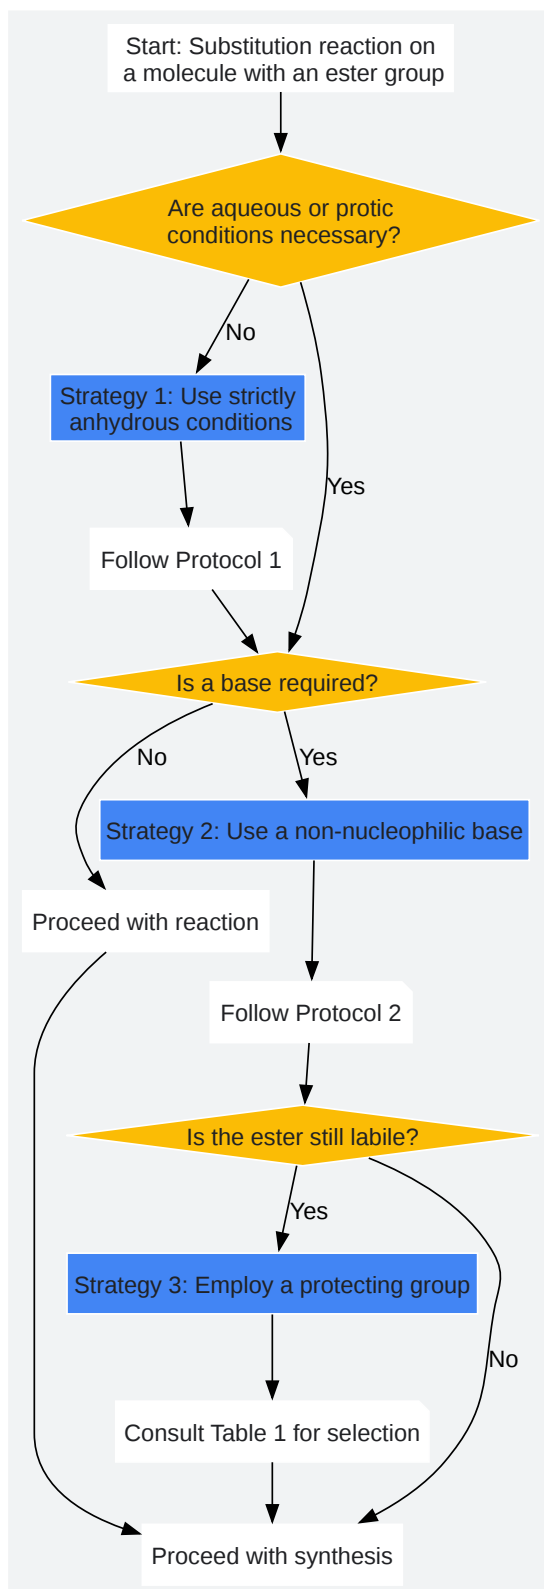 Start: Substitution reaction on
a molecule with an ester group
Are aqueous or protic
conditions necessary?
No
Strategy 1: Use strictly
anhydrous conditions
Yes
Follow Protocol 1
Is a base required?
No
Yes
Strategy 2: Use a non-nucleophilic base
Proceed with reaction
Follow Protocol 2
Is the ester still labile?
Yes
Strategy 3: Employ a protecting group
No
Consult Table 1 for selection
Proceed with synthesis